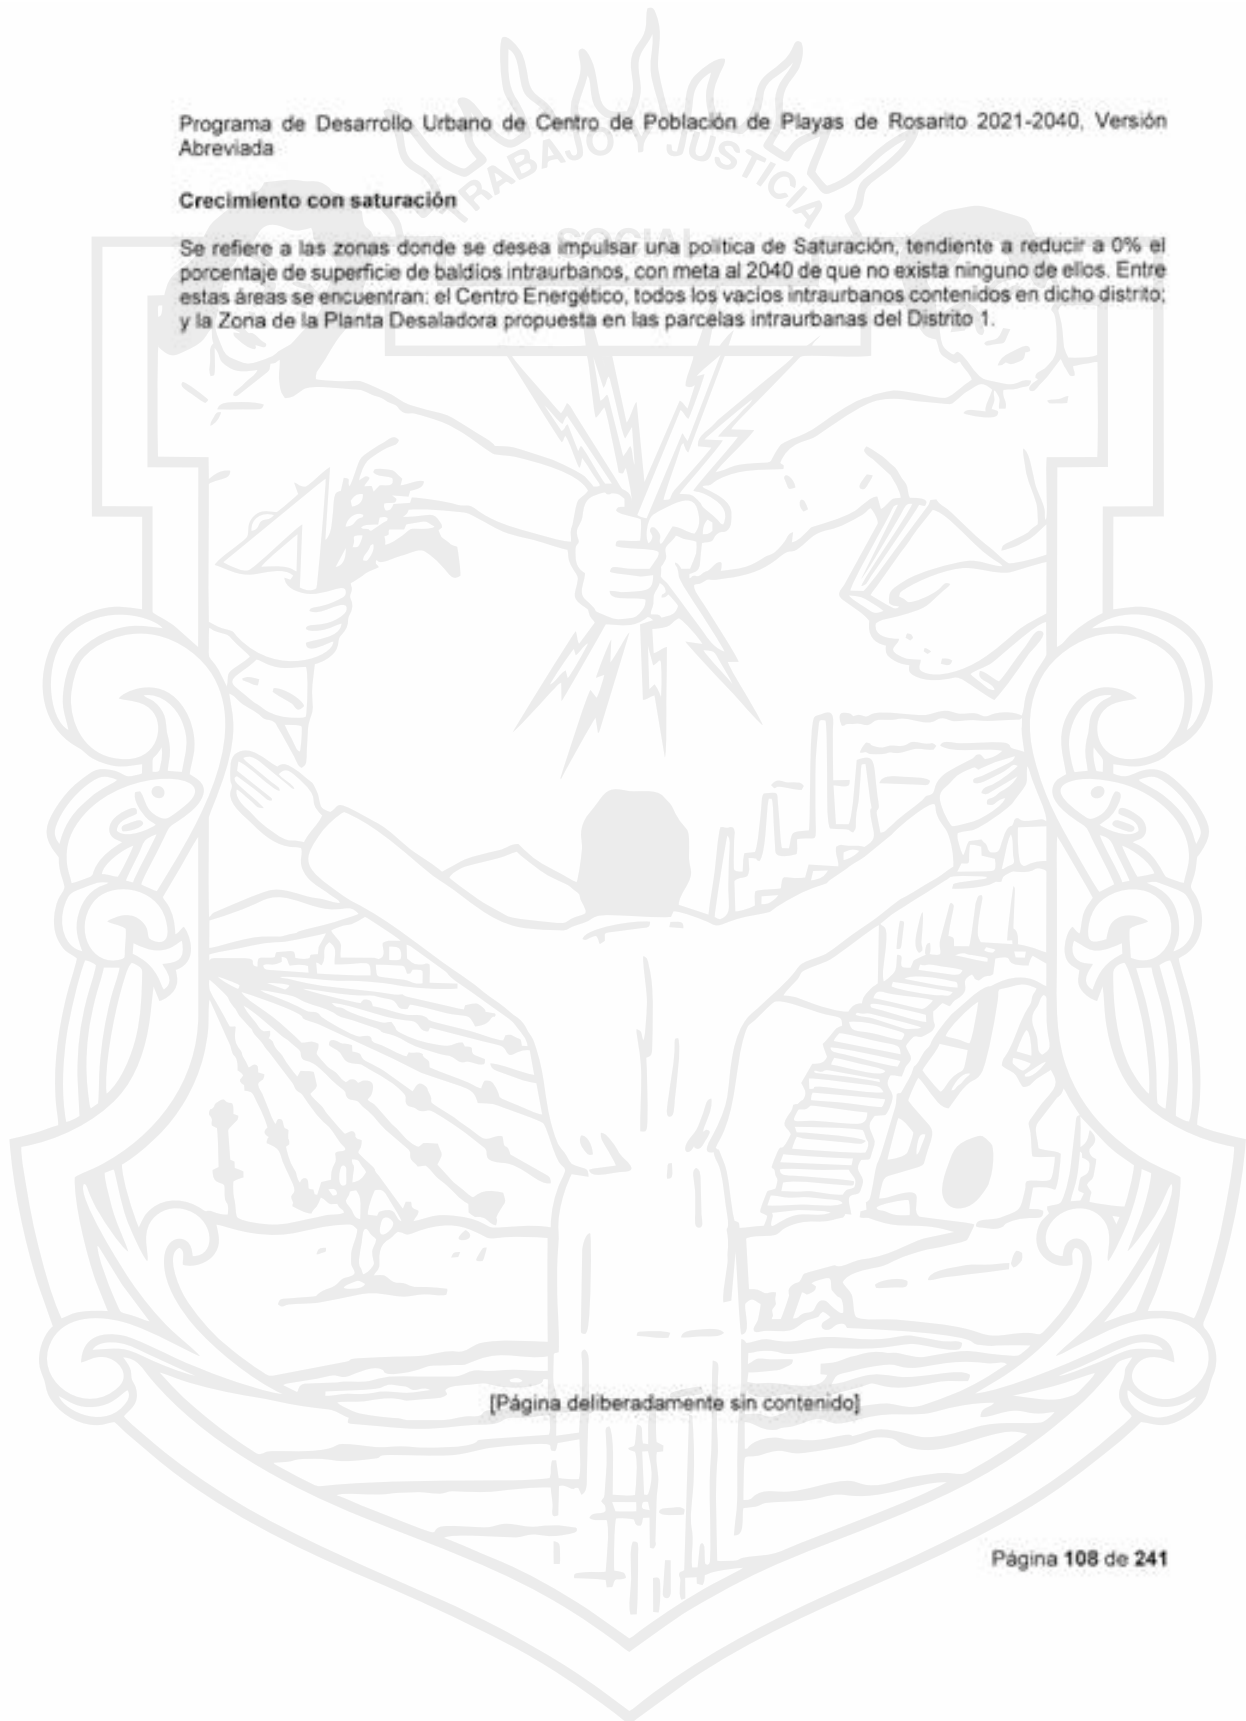 Programa de Desarrollo Urbano de Centro de Población de Playas de Rosarito 2021-2040, Versión
Abreviada
TRABAJO Y JUSTICIA
SOCIAL
Crecimiento con saturación
Se refiere a las zonas donde se desea impulsar una política de Saturación, tendiente a reducir a 0% el
porcentaje de superficie de baldíos intraurbanos, con meta al 2040 de que no exista ninguno de ellos. Entre
estas áreas se encuentran: el Centro Energético, todos los vacíos intraurbanos contenidos en dicho distrito;
y la Zona de la Planta Desaladora propuesta en las parcelas intraurbanas del Distrito 1.
[Página deliberadamente sin contenido]
Página 108 de 241